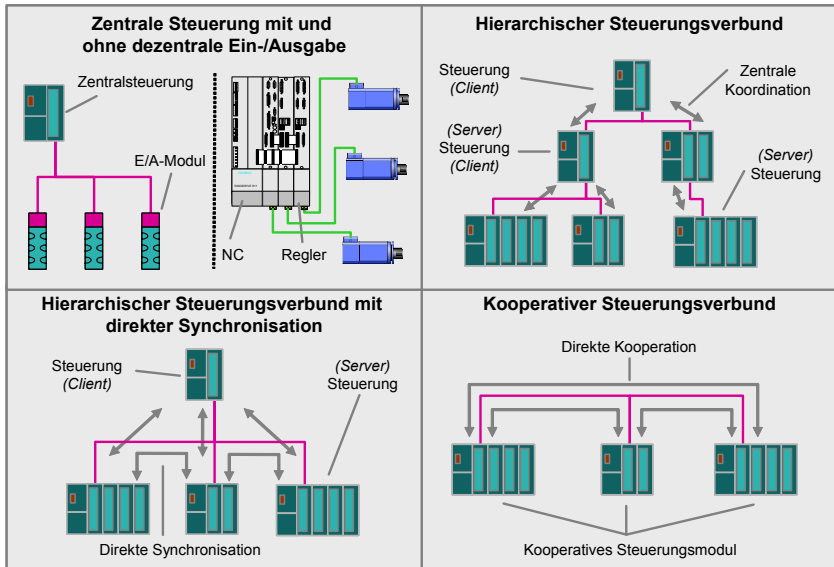 Zentrale Steuerung mit und
ohne dezentrale Ein-/Ausgabe
Zentralsteuerung
E/A-Modul
NC
Regler
Hierarchischer Steuerungsverbund
Steuerung
(Client)
Zentrale
Koordination
(Server)
Steuerung
(Client)
(Server)
Steuerung
Hierarchischer Steuerungsverbund mit
direkter Synchronisation
Steuerung
(Client)
(Server)
Steuerung
Direkte Synchronisation
Kooperativer Steuerungsverbund
Direkte Kooperation
Kooperatives Steuerungsmodul